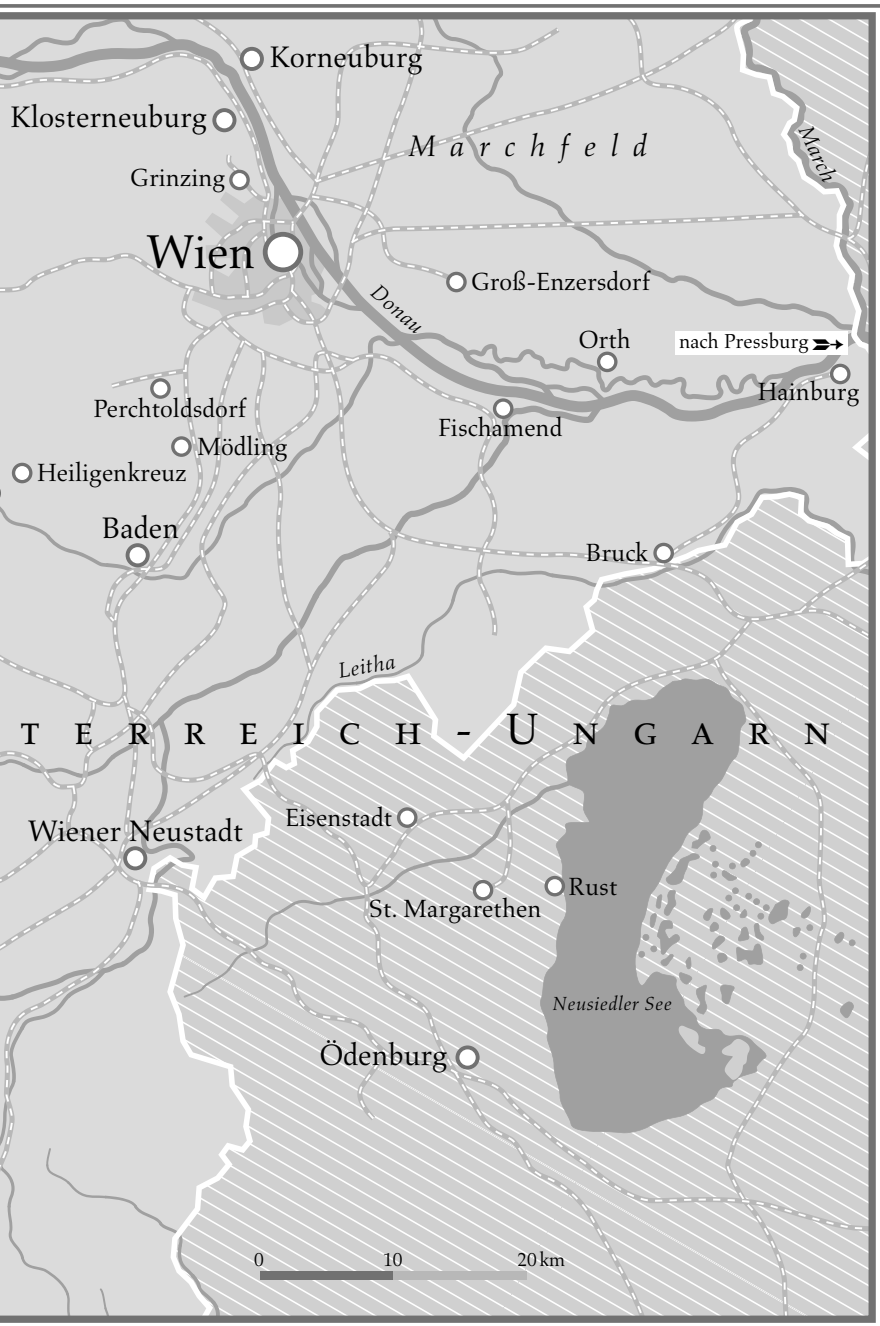 Korneuburg
Klosterneuburg
Marchfeld
March
Grinzing
Wien
Groß-Enzersdorf
Donau
Orth
nach Pressburg
Hainburg
Perchtoldsdorf
Fischamend
Mödling
Heiligenkreuz
Baden
Bruck
Leitha
TERREICH-UNGARN
Eisenstadt
Wiener Neustadt
Rust
St. Margarethen
Neusiedler See
Ödenburg
0 10 20 km